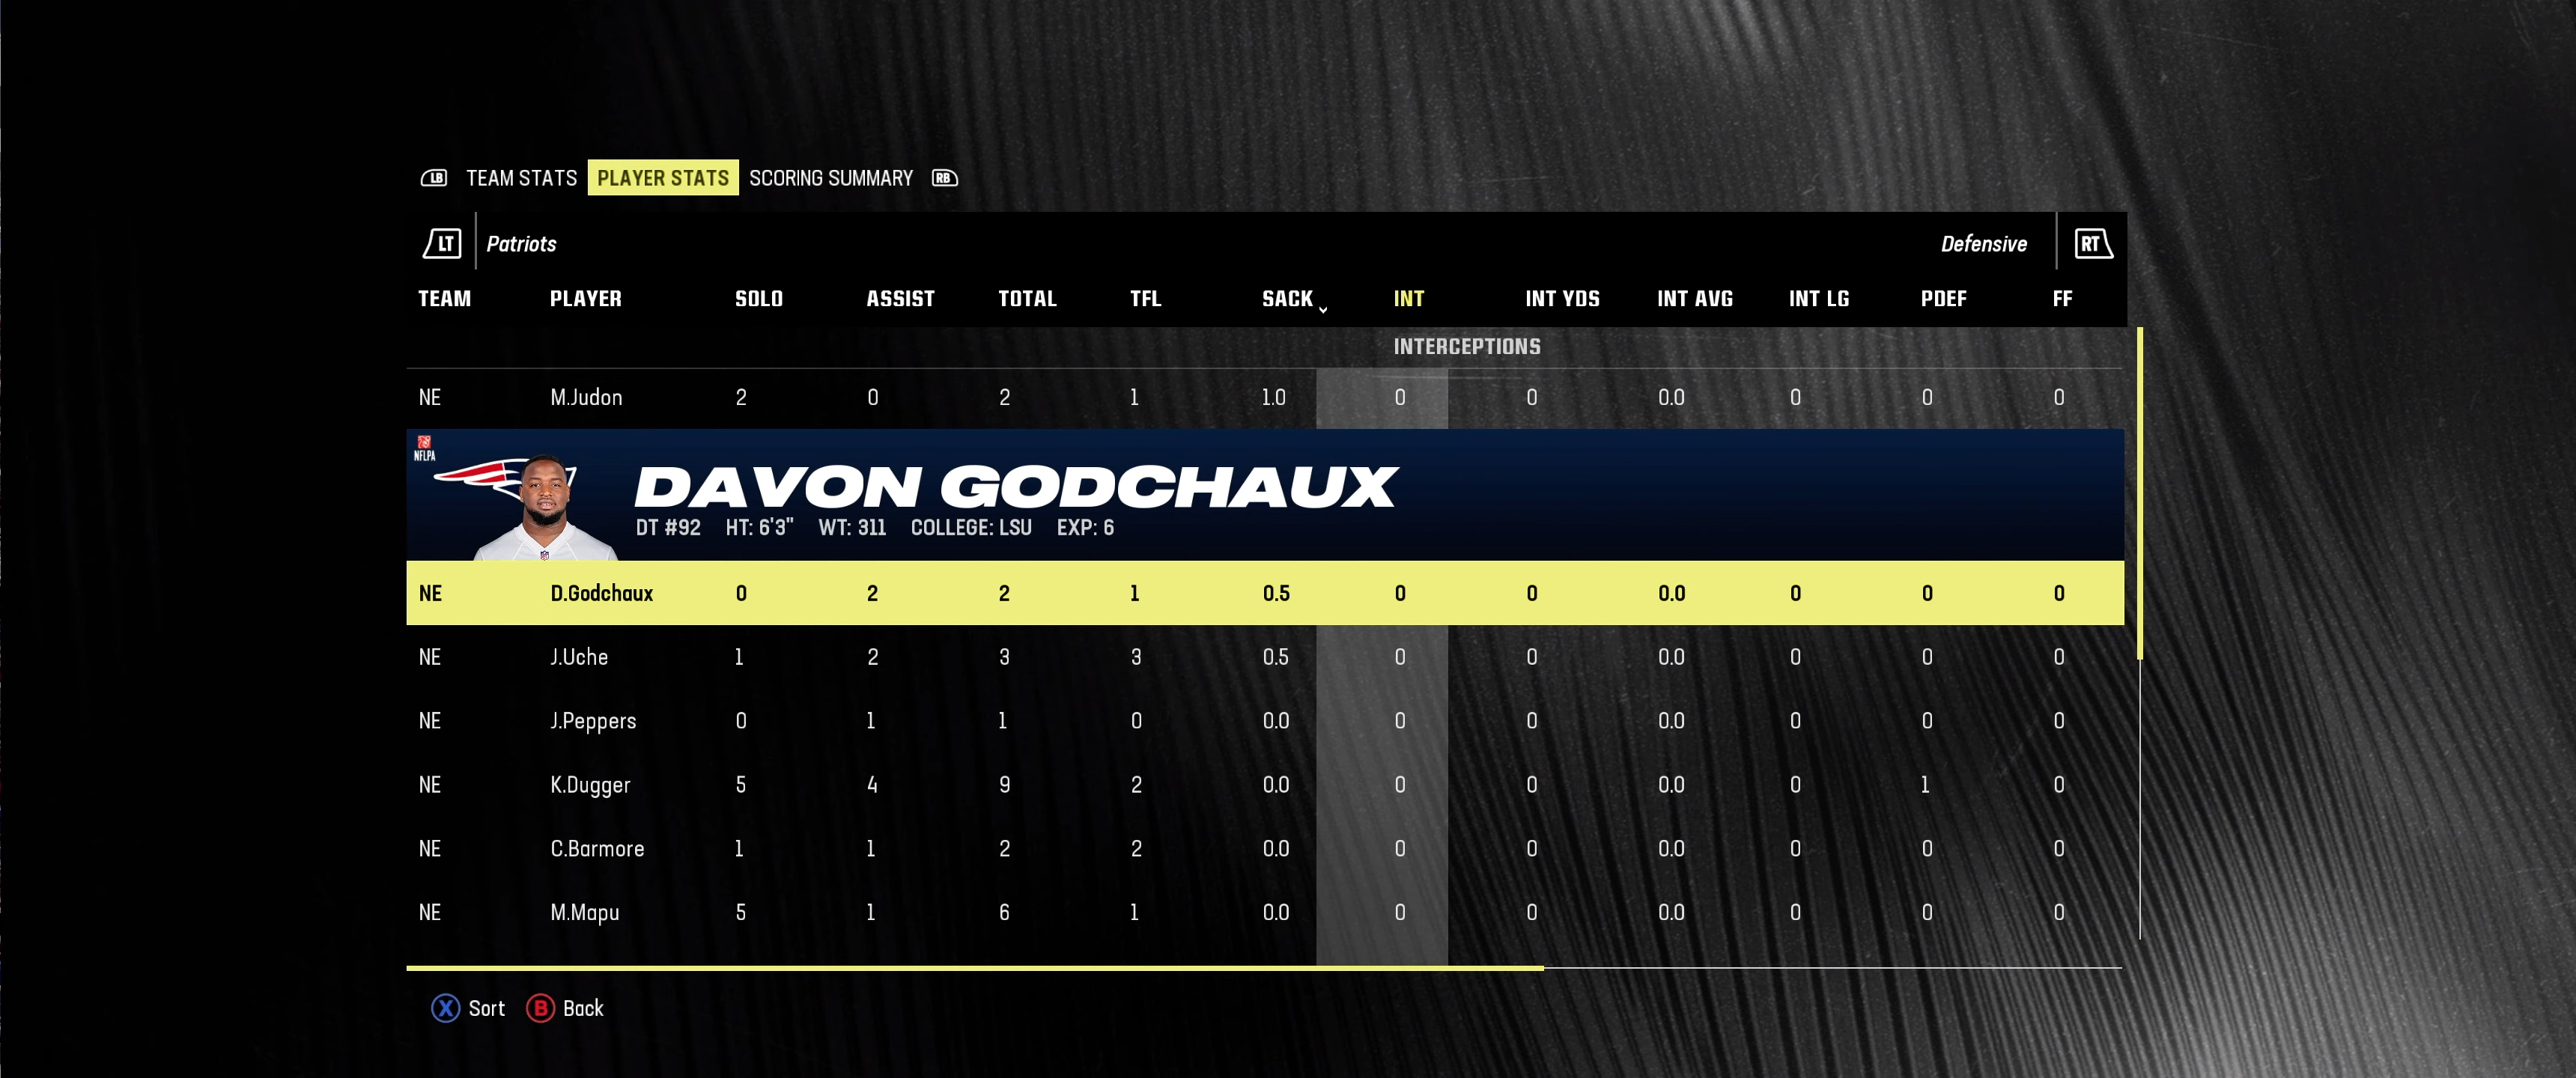 LB TEAM STATS PLAYER STATS SCORING SUMMARY RB
LT Patriots Defensive RT
TEAM PLAYER SOLO ASSIST TOTAL TFL SACK INT INT YDS INT AVG INT LG PDEF FF
INTERCEPTIONS
NE M.Judon 2 0 2 1 1.0 0 0 0.0 0 0 0
NFLPA
DAVON GODCHAUX
DT #92 HT: 6'3" WT: 311 COLLEGE: LSU EXP: 6
NE D.Godchaux 0 2 2 1 0.5 0 0 0.0 0 0 0
NE J.Uche 1 2 3 3 0.5 0 0 0.0 0 0 0
NE J.Peppers 0 1 1 0 0.0 0 0 0.0 0 0 0
NE K.Dugger 5 4 9 2 0.0 0 0 0.0 0 1 0
NE C.Barmore 1 1 2 2 0.0 0 0 0.0 0 0 0
NE M.Mapu 5 1 6 1 0.0 0 0 0.0 0 0 0
X Sort B Back